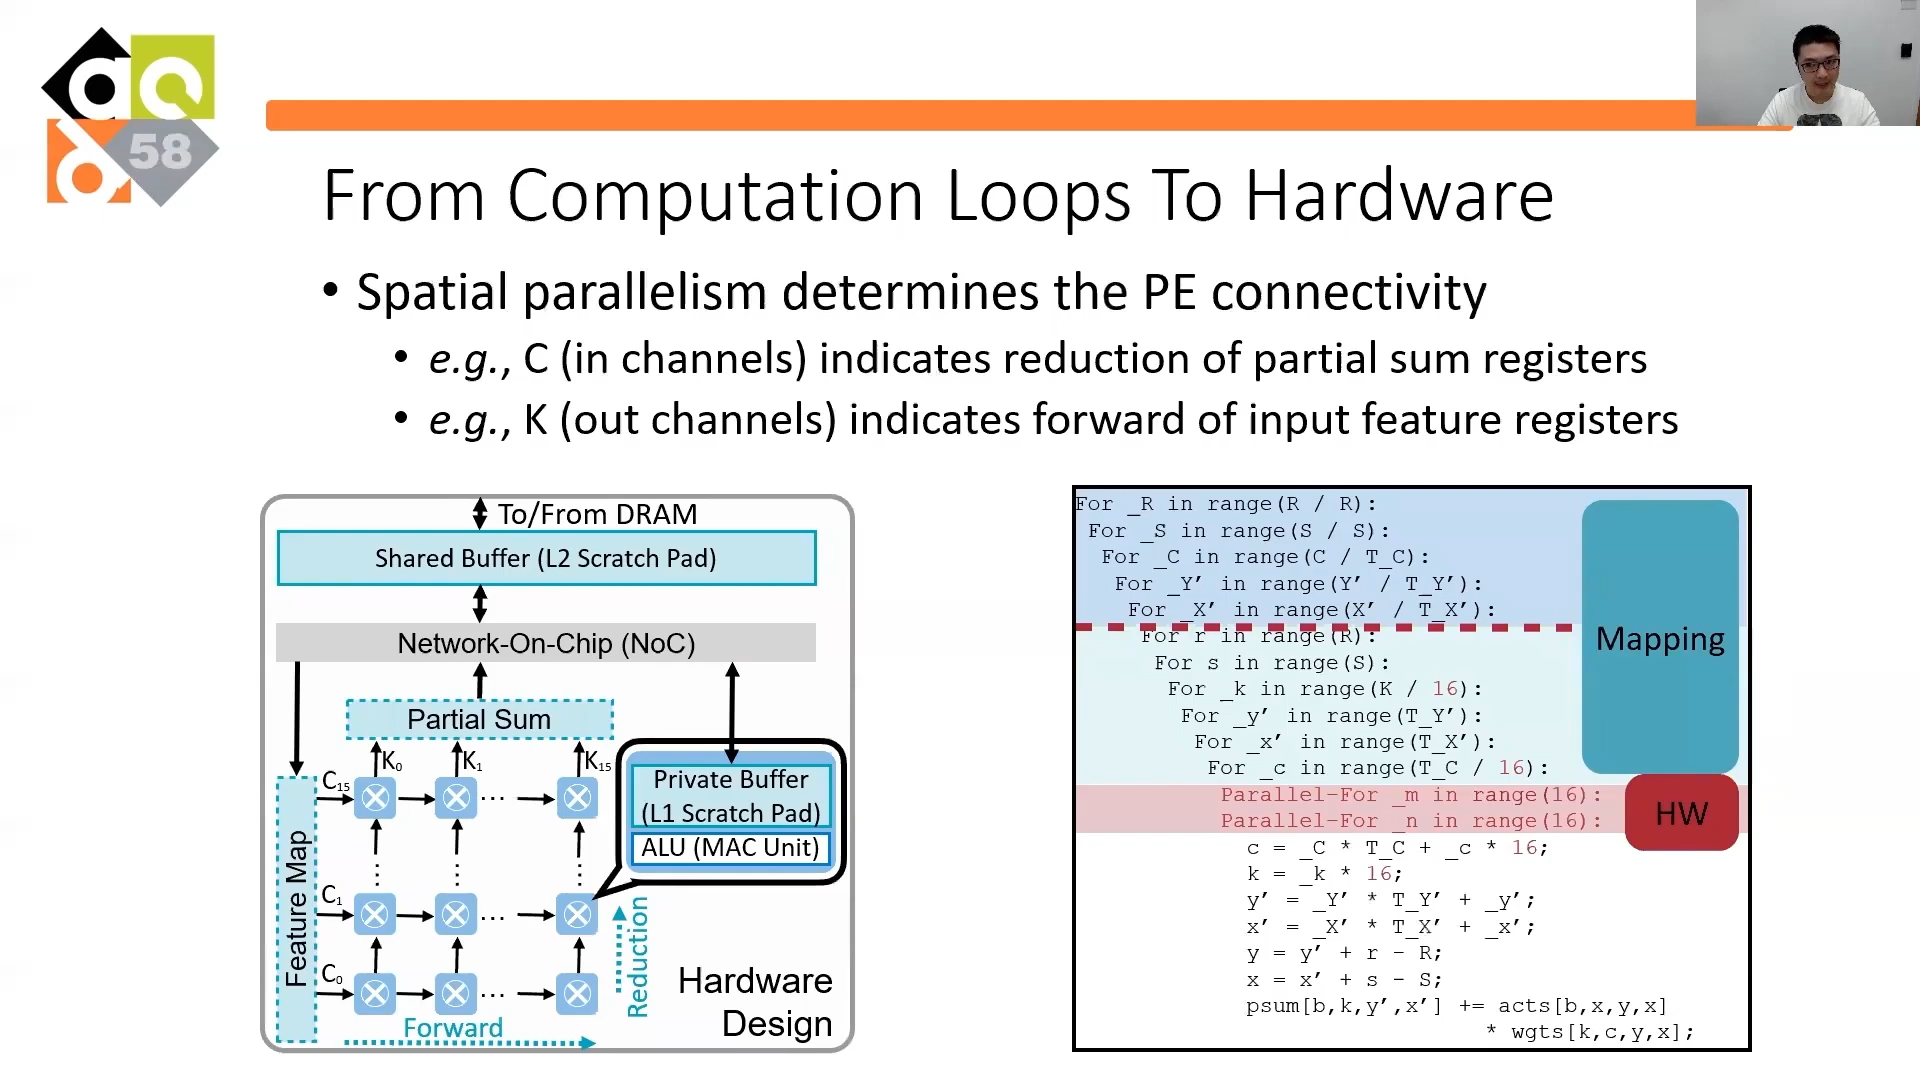 dac
58
From Computation Loops To Hardware
• Spatial parallelism determines the PE connectivity
• e.g., C (in channels) indicates reduction of partial sum registers
• e.g., K (out channels) indicates forward of input feature registers
To/From DRAM
Shared Buffer (L2 Scratch Pad)
Network-On-Chip (NoC)
Partial Sum
K0 K1 K15
C15
C1
C0
Feature Map
...
...
...
Private Buffer
(L1 Scratch Pad)
ALU (MAC Unit)
Reduction
Forward
Hardware
Design
For _R in range(R / R):
For _S in range(S / S):
For _C in range(C / T_C):
For _Y’ in range(Y’ / T_Y’):
For _X’ in range(X’ / T_X’):
For r in range(R):
For s in range(S):
For _k in range(K / 16):
For _y’ in range(T_Y’):
For _x’ in range(T_X’):
For _c in range(T_C / 16):
Parallel-For _m in range(16):
Parallel-For _n in range(16):
c = _C * T_C + _c * 16;
k = _k * 16;
y’ = _Y’ * T_Y’ + _y’;
x’ = _X’ * T_X’ + _x’;
y = y’ + r - R;
x = x’ + s - S;
psum[b,k,y’,x’] += acts[b,x,y,x]
* wgts[k,c,y,x];
Mapping
HW